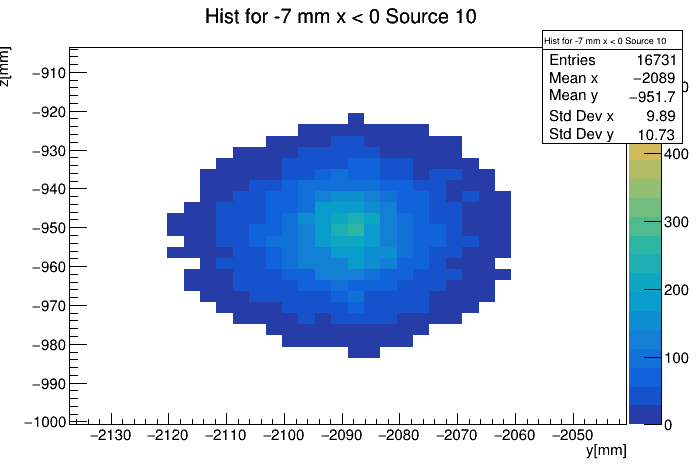 Hist for -7 mm x < 0 Source 10
Hist for -7 mm x < 0 Source 10
Entries 16731
Mean x −2089
Mean y −951.7
Std Dev x 9.89
Std Dev y 10.73
z[mm]
−910
−920
−930
−940
−950
−960
−970
−980
−990
−1000
−2130 −2120 −2110 −2100 −2090 −2080 −2070 −2060 −2050
y[mm]
400
300
200
100
0